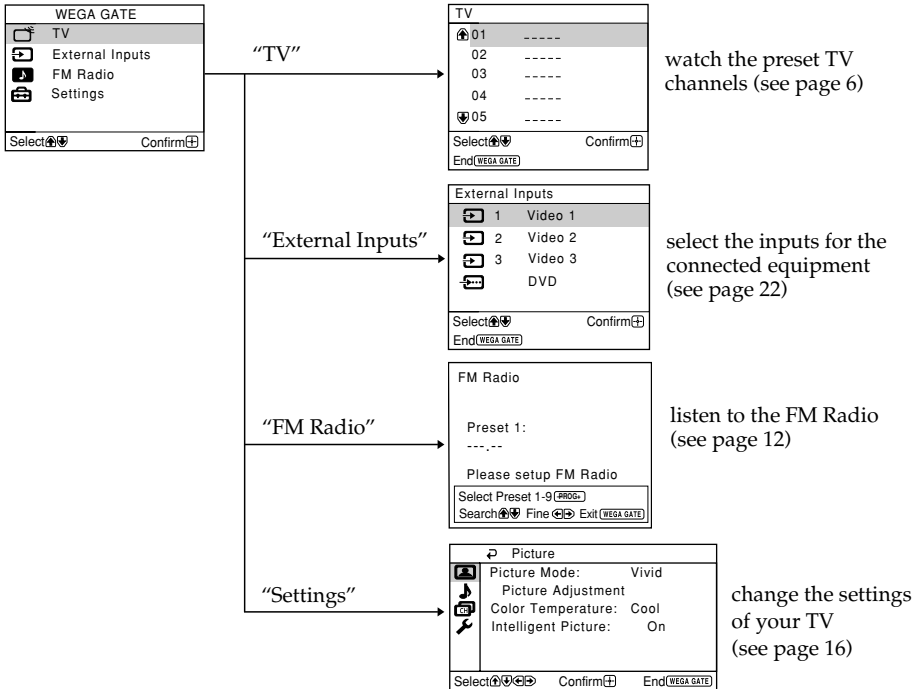 WEGA GATE
TV
External Inputs
FM Radio
Settings
Select Confirm
"TV"
TV
01 -----
02 -----
03 -----
04 -----
05 -----
Select Confirm
End WEGA GATE
watch the preset TV
channels (see page 6)
"External Inputs"
External Inputs
1 Video 1
2 Video 2
3 Video 3
DVD
Select Confirm
End WEGA GATE
select the inputs for the
connected equipment
(see page 22)
"FM Radio"
FM Radio
Preset 1:
---.--
Please setup FM Radio
Select Preset 1-9 -PROG+
Search Fine Exit WEGA GATE
listen to the FM Radio
(see page 12)
"Settings"
Picture
Picture Mode: Vivid
Picture Adjustment
Color Temperature: Cool
CH
Intelligent Picture: On
Select Confirm End WEGA GATE
change the settings
of your TV
(see page 16)